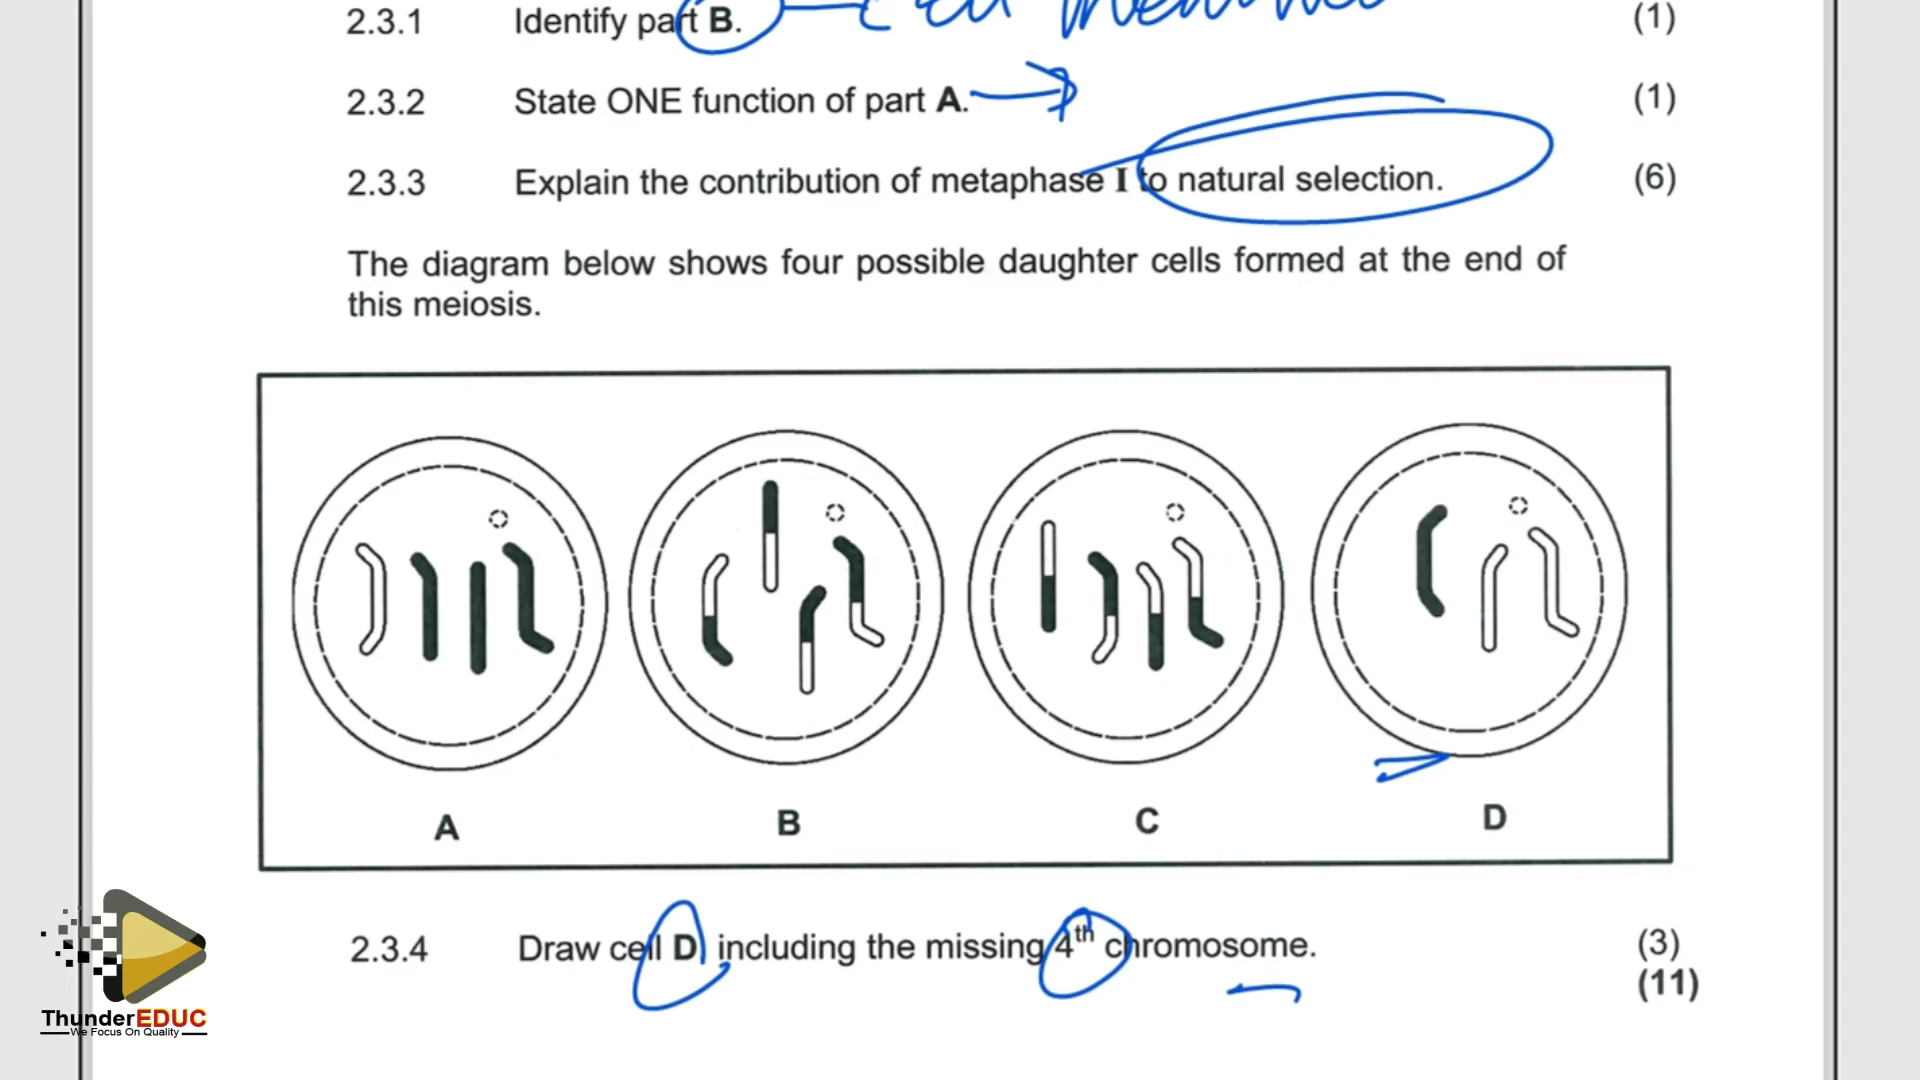 2.3.1 Identify part B. (1)
2.3.2 State ONE function of part A. (1)
2.3.3 Explain the contribution of metaphase I to natural selection. (6)
The diagram below shows four possible daughter cells formed at the end of
this meiosis.
A B C D
2.3.4 Draw cell D including the missing 4th chromosome. (3)
(11)
ThunderEDUC
We Focus On Quality